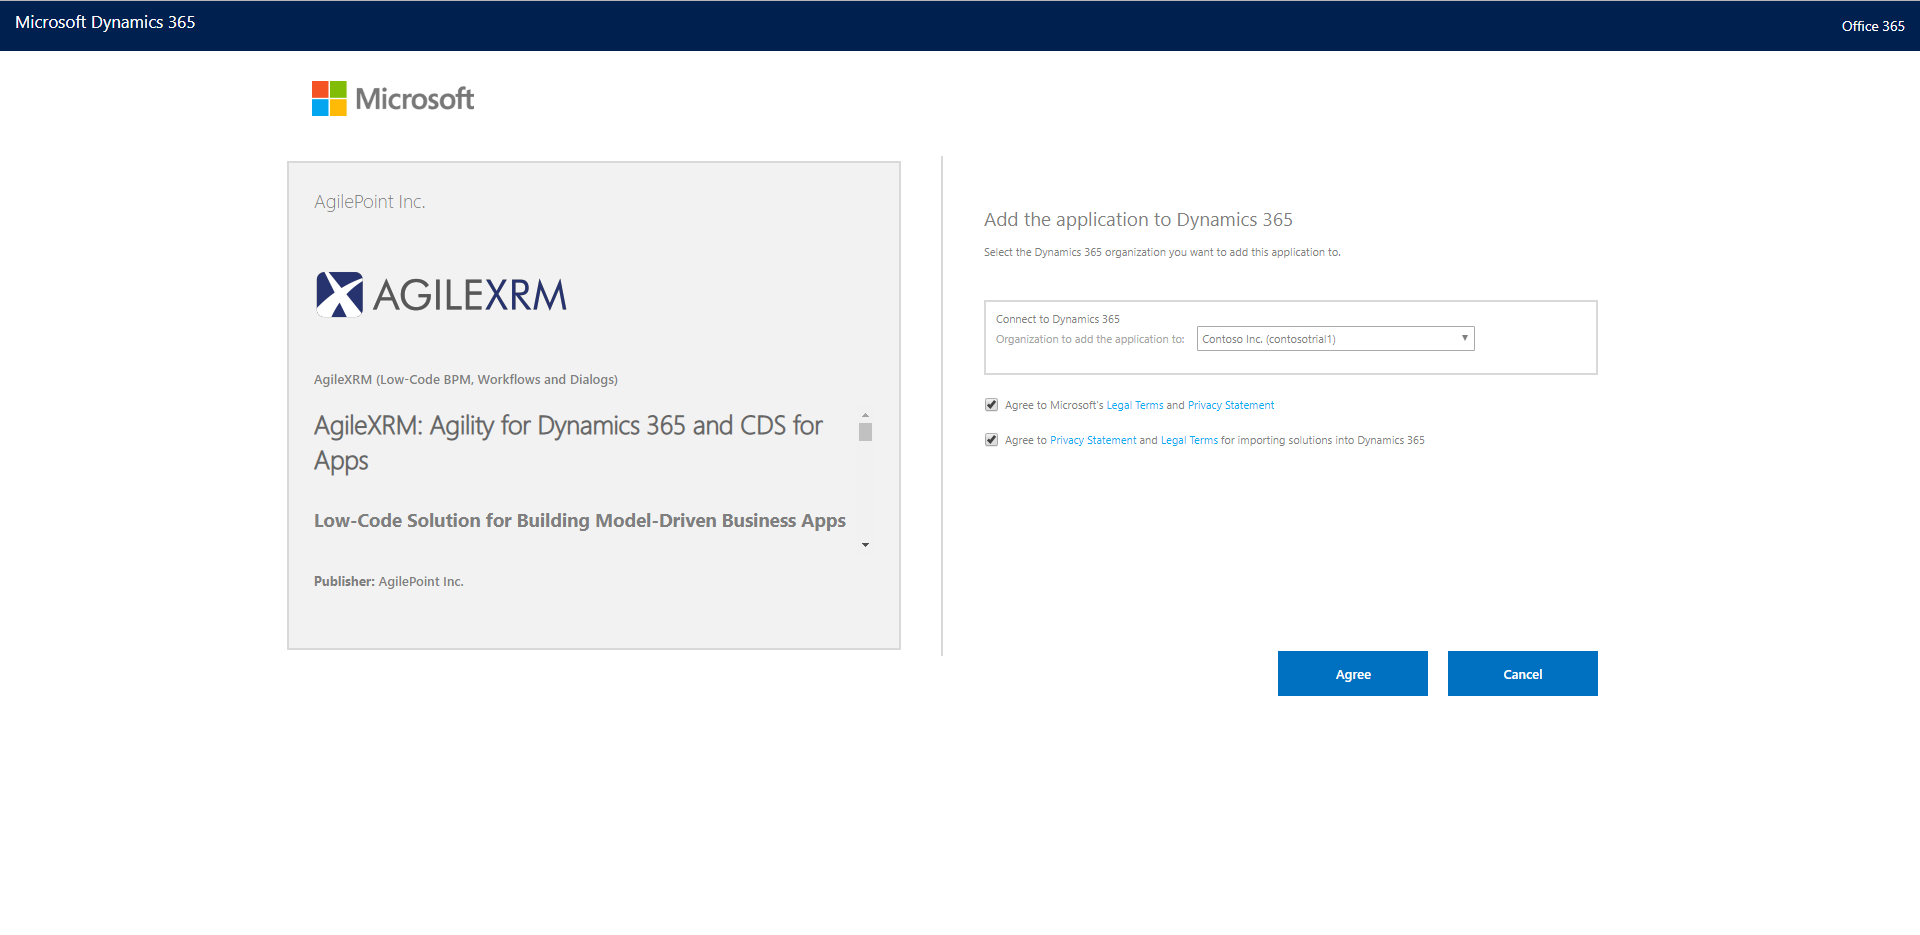 Microsoft Dynamics 365
Office 365
Microsoft
AgilePoint Inc.
AGILEXRM
AgileXRM (Low-Code BPM, Workflows and Dialogs)
AgileXRM: Agility for Dynamics 365 and CDS for
Apps
Low-Code Solution for Building Model-Driven Business Apps
Publisher: AgilePoint Inc.
Add the application to Dynamics 365
Select the Dynamics 365 organization you want to add this application to.
Connect to Dynamics 365
Organization to add the application to: Contoso Inc. (contosotrial1)
Agree to Microsoft's Legal Terms and Privacy Statement
Agree to Privacy Statement and Legal Terms for importing solutions into Dynamics 365
Agree
Cancel